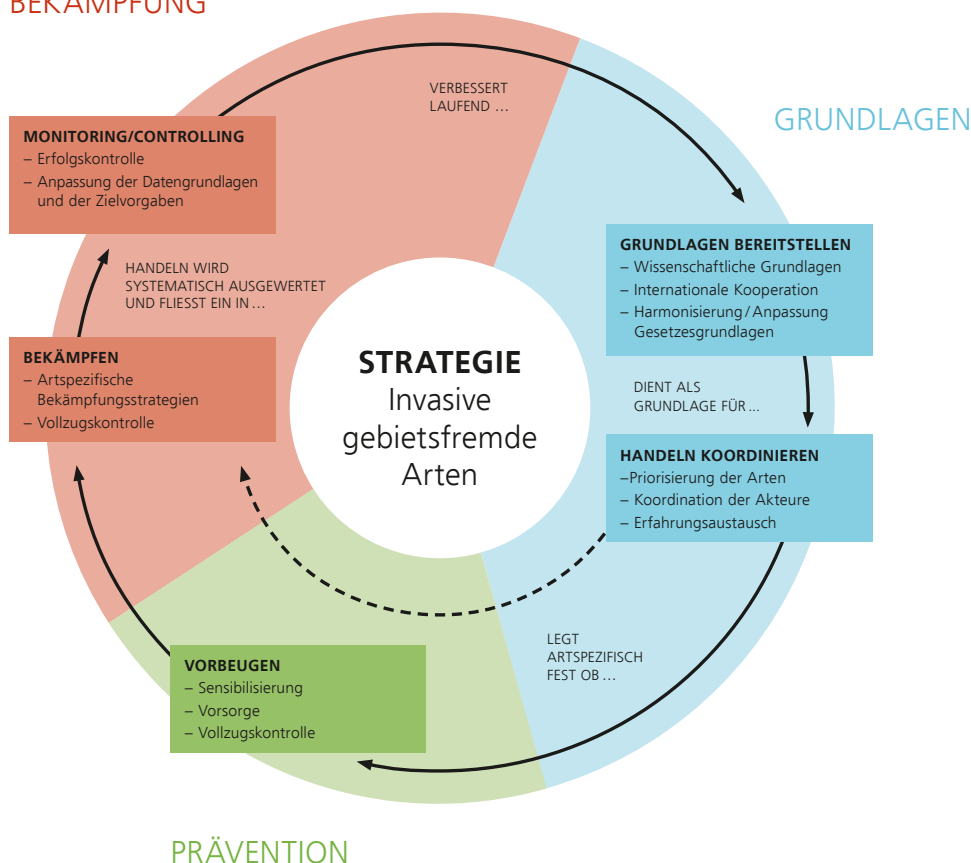 BEKÄMPFUNG
VERBESSERT
LAUFEND ...
GRUNDLAGEN
MONITORING/CONTROLLING
– Erfolgskontrolle
– Anpassung der Datengrundlagen
und der Zielvorgaben
GRUNDLAGEN BEREITSTELLEN
– Wissenschaftliche Grundlagen
– Internationale Kooperation
– Harmonisierung/Anpassung
Gesetzesgrundlagen
HANDELN WIRD
SYSTEMATISCH AUSGEWERTET
UND FLIESST EIN IN ...
BEKÄMPFEN
– Artspezifische
Bekämpfungsstrategien
– Vollzugskontrolle
STRATEGIE
Invasive
gebietsfremde
Arten
DIENT ALS
GRUNDLAGE FÜR ...
HANDELN KOORDINIEREN
–Priorisierung der Arten
– Koordination der Akteure
– Erfahrungsaustausch
LEGT
ARTSPEZIFISCH
FEST OB ...
VORBEUGEN
– Sensibilisierung
– Vorsorge
– Vollzugskontrolle
PRÄVENTION